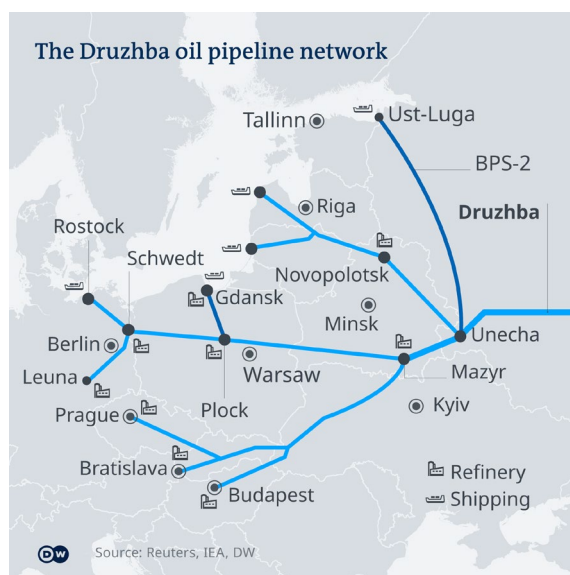 The Druzhba oil pipeline network
Tallinn
Ust-Luga
BPS-2
Riga
Druzhba
Rostock
Schwedt
Novopolotsk
Gdansk
Minsk
Unecha
Berlin
Warsaw
Mazyr
Leuna
Plock
Kyiv
Prague
Bratislava
Budapest
Refinery
Shipping
DW
Source: Reuters, IEA, DW